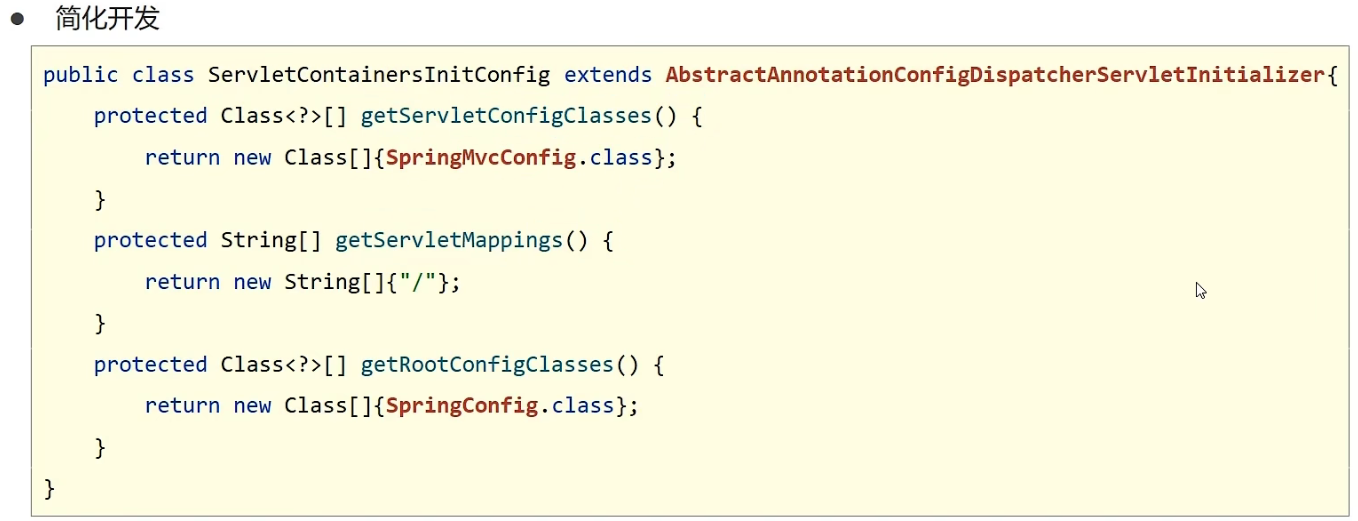 ● 简化开发
public class ServletContainersInitConfig extends AbstractAnnotationConfigDispatcherServletInitializer{
    protected Class<?>[] getServletConfigClasses() {
        return new Class[]{SpringMvcConfig.class};
    }
    protected String[] getServletMappings() {
        return new String[]{"/"};
    }
    protected Class<?>[] getRootConfigClasses() {
        return new Class[]{SpringConfig.class};
    }
}